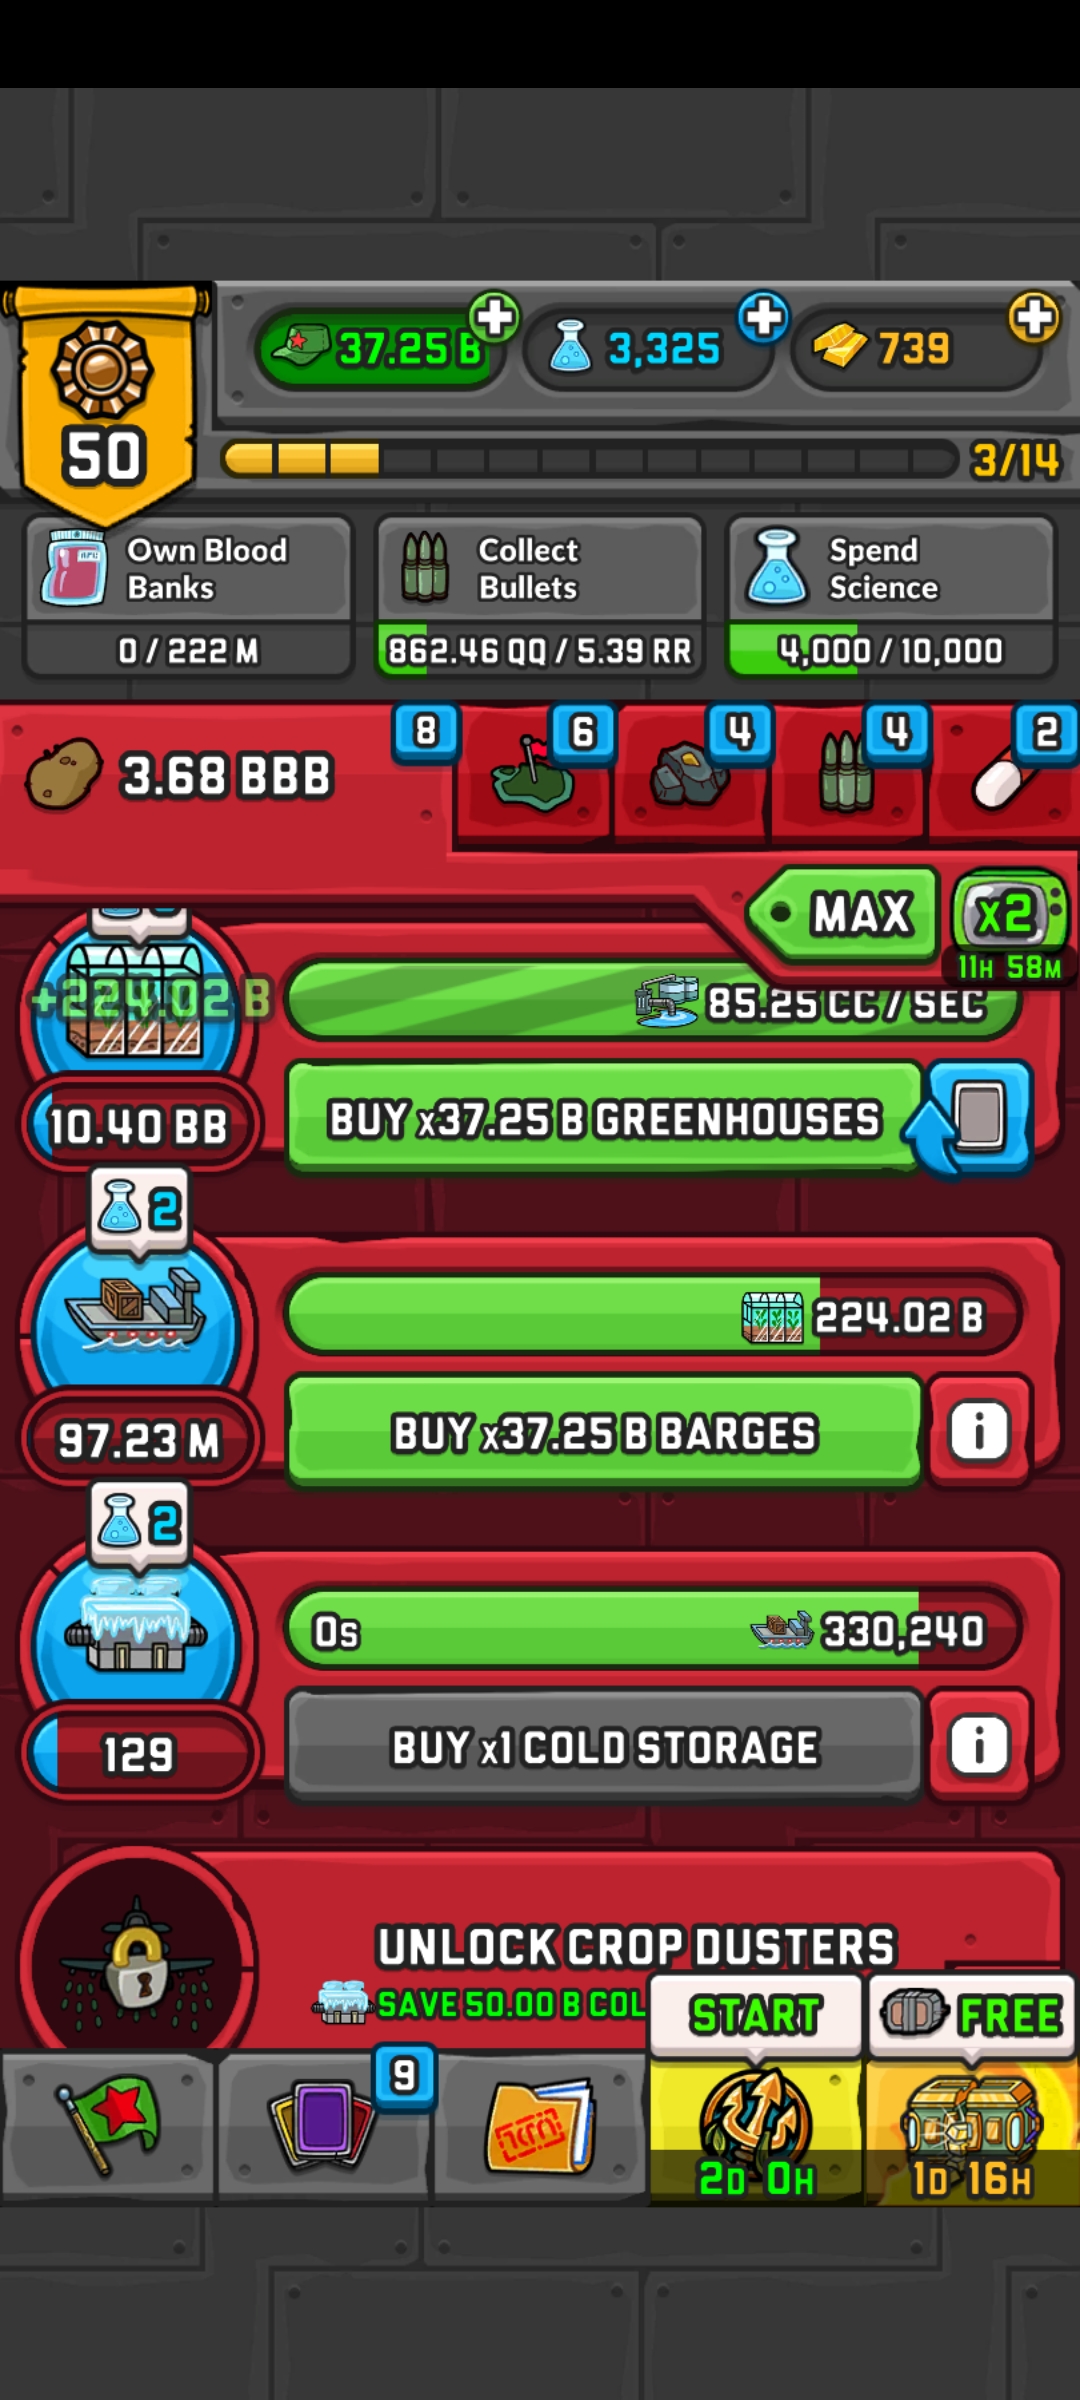 37.25 B
3,325
739
50
3/14
Own Blood
Banks
Collect
Bullets
Spend
Science
0 / 222 M
862.46 QQ / 5.39 RR
4,000 / 10,000
3.68 BBB
8
6
4
4
2
MAX
x2
11H 58M
+224.02 B
85.25 CC / SEC
10.40 BB
BUY x37.25 B GREENHOUSES
2
224.02 B
97.23 M
BUY x37.25 B BARGES
i
2
0s
330,240
129
BUY x1 COLD STORAGE
i
UNLOCK CROP DUSTERS
SAVE 50.00 B COL
START
FREE
9
2D 0H
1D 16H